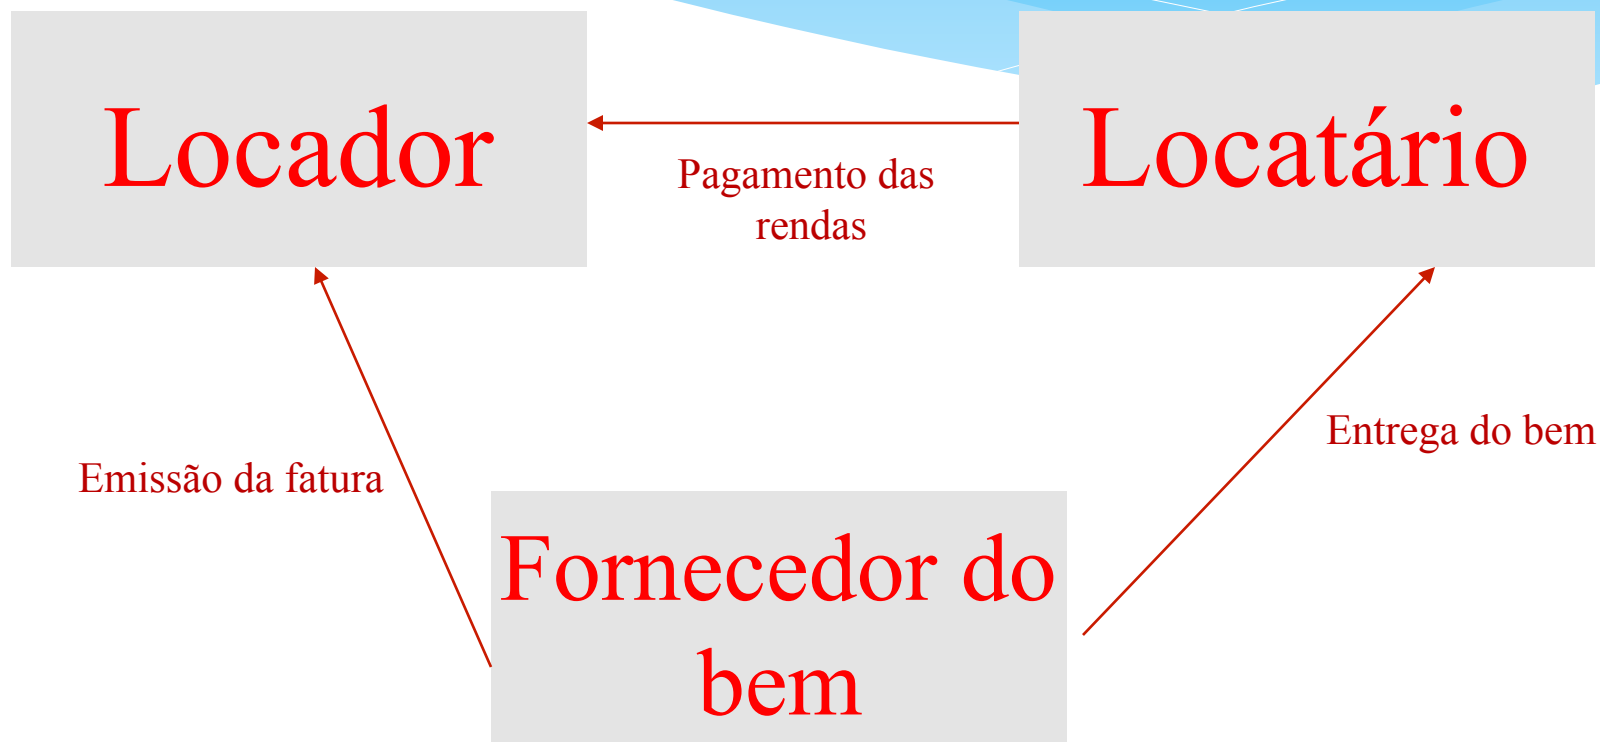 Locador
Locatário
Pagamento das
rendas
Entrega do bem
Emissão da fatura
Fornecedor do
bem